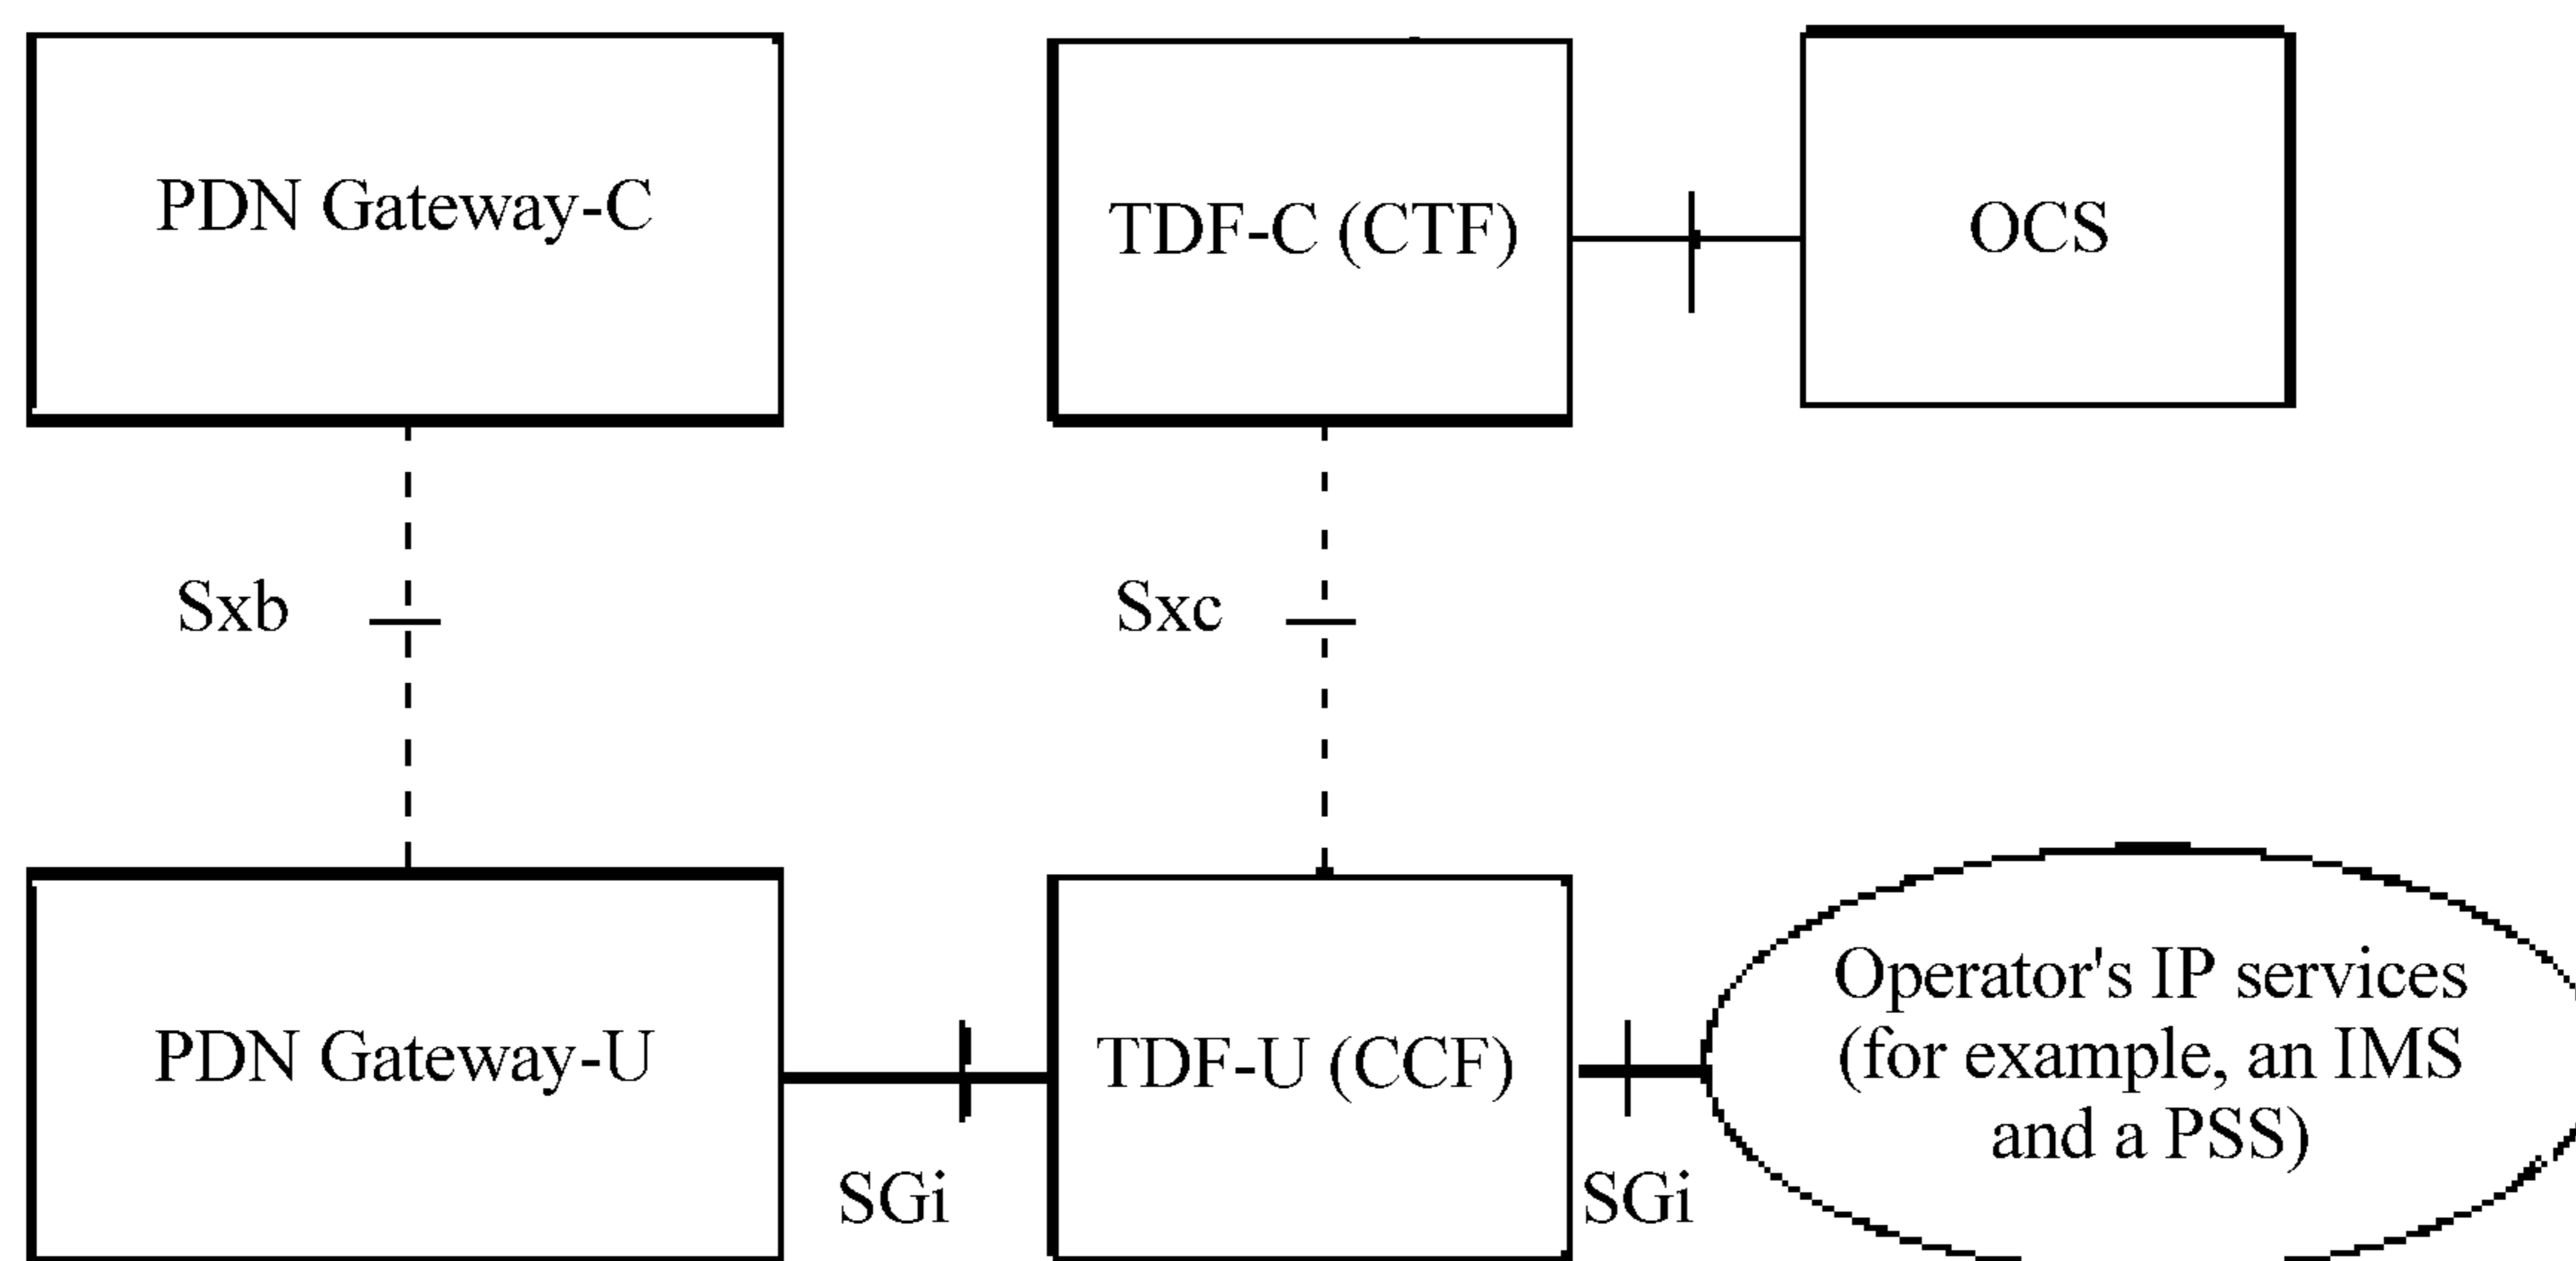 PDN Gateway-C
TDF-C (CTF)
OCS
Sxb
Sxc
PDN Gateway-U
TDF-U (CCF)
Operator's IP services
(for example, an IMS
and a PSS)
SGi
SGi